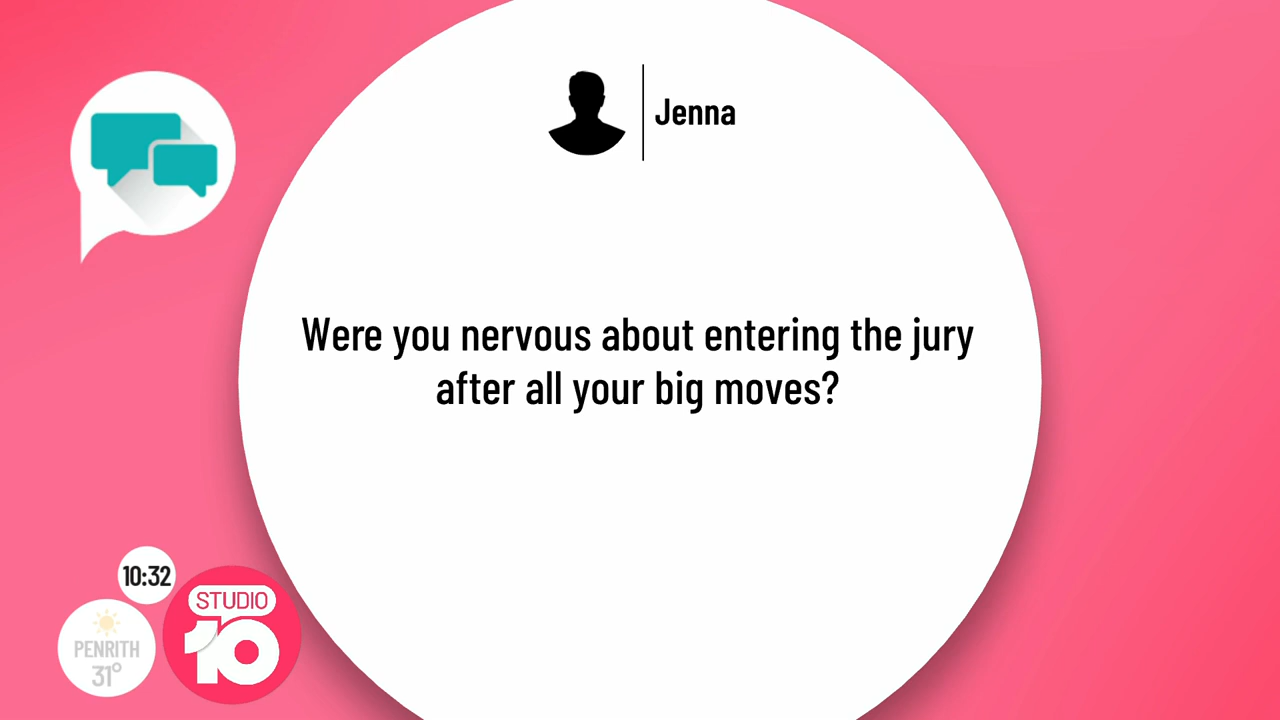 Jenna
Were you nervous about entering the jury
after all your big moves?
10:32
STUDIO
10
PENRITH
31°